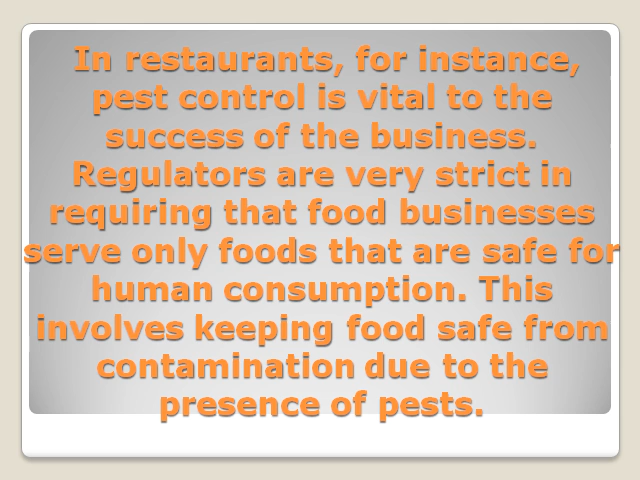 In restaurants, for instance,
pest control is vital to the
success of the business.
Regulators are very strict in
requiring that food businesses
serve only foods that are safe for
human consumption. This
involves keeping food safe from
contamination due to the
presence of pests.